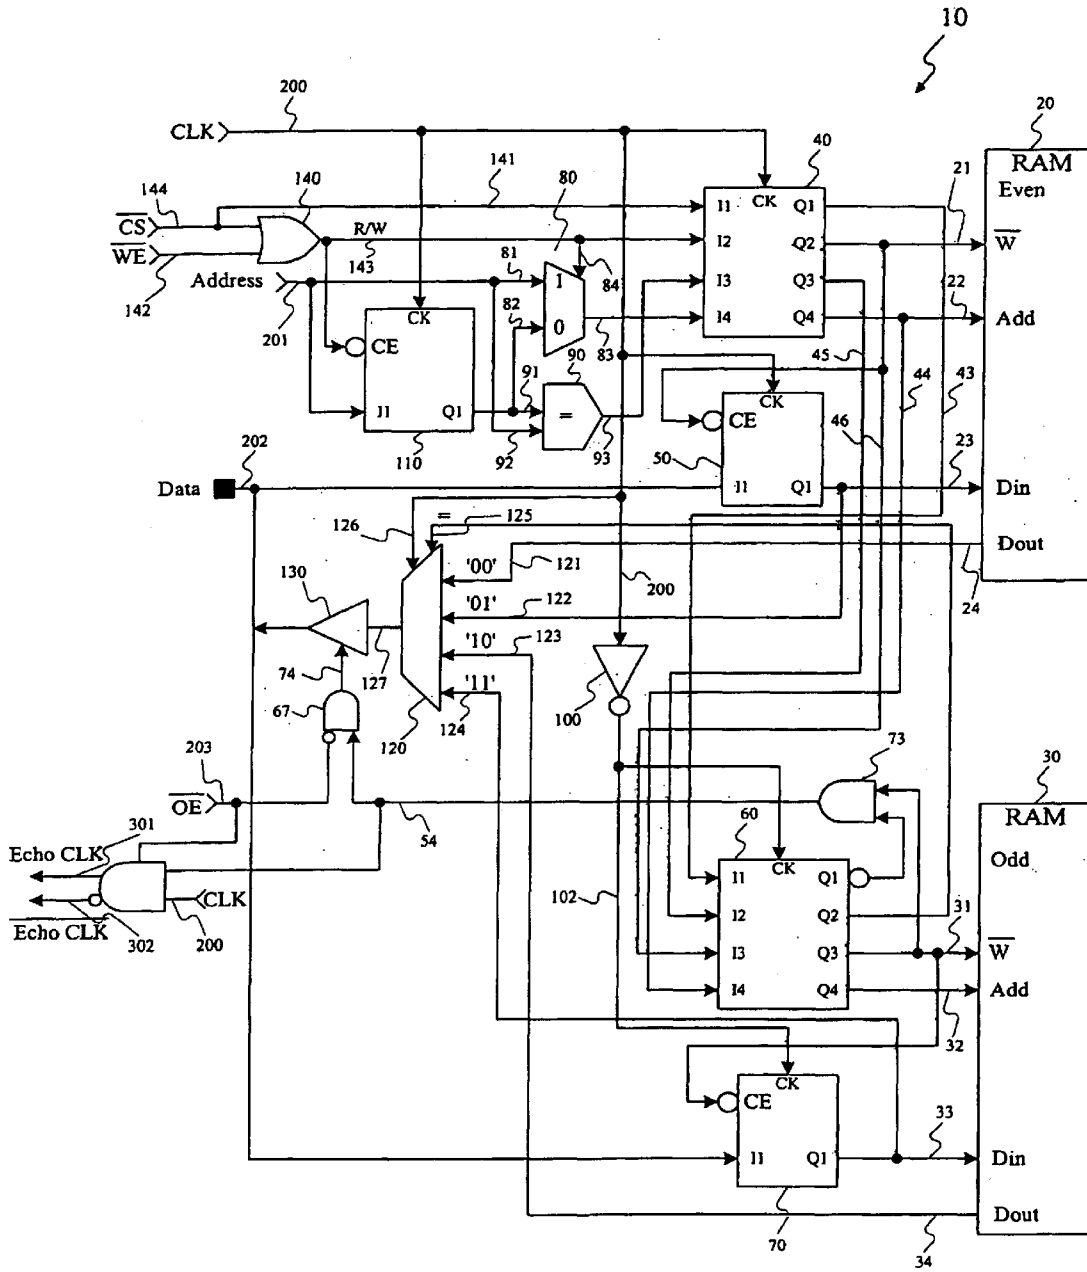 10
200
CLK
20
RAM
Even
40
141
80
144
140
21
CS
CK
I1
Q1
R/W
I2
Q2
W
WE
143
81
84
Address
I3
Q3
142
1
22
82
201
CK
I4
Q4
Add
CE
0
83
45
44
43
91
90
CK
I1
Q1
=
CE
46
23
202
110
92
93
50
Data
I1
Q1
Din
=
126
125
Dout
'00'
121
200
24
130
'01'
122
'10'
123
74
127
'11'
67
100
120
124
73
30
203
OE
RAM
301
54
60
Echo CLK
CK
Odd
I1
Q1
CLK
102
I2
Q2
31
Echo CLK
302
200
I3
Q3
W
I4
Q4
Add
32
CK
CE
33
I1
Q1
Din
70
Dout
34